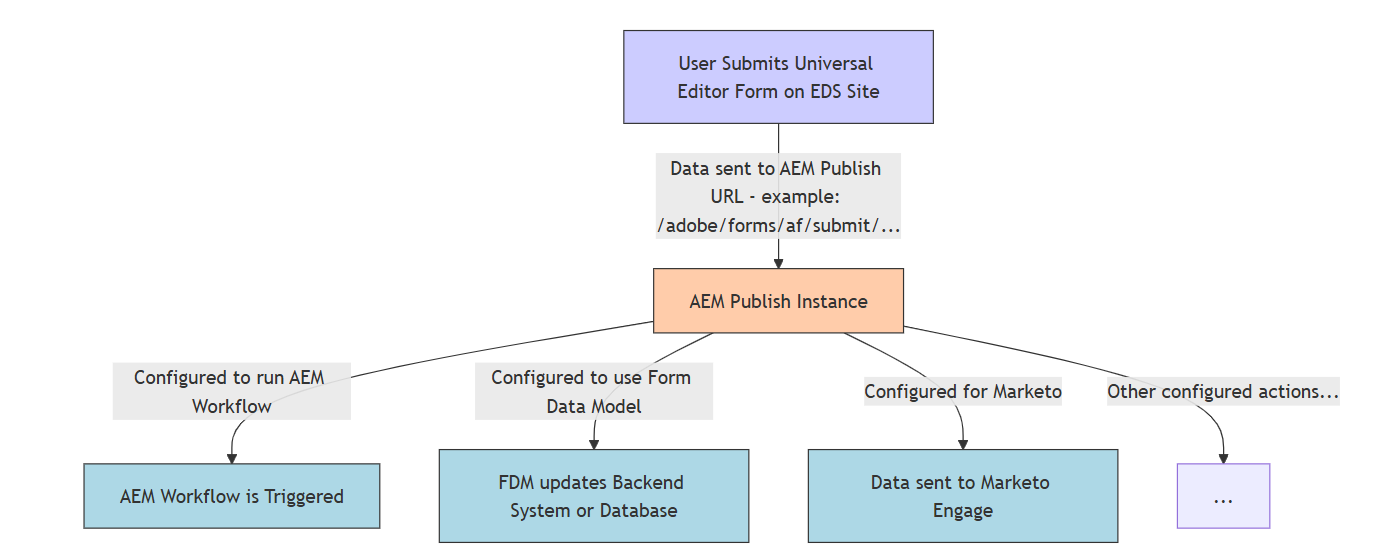 User Submits Universal
Editor Form on EDS Site
Data sent to AEM Publish
URL - example:
/adobe/forms/af/submit/...
AEM Publish Instance
Configured to run AEM
Workflow
Configured to use Form
Data Model
Configured for Marketo
Other configured actions...
AEM Workflow is Triggered
FDM updates Backend
System or Database
Data sent to Marketo
Engage
...